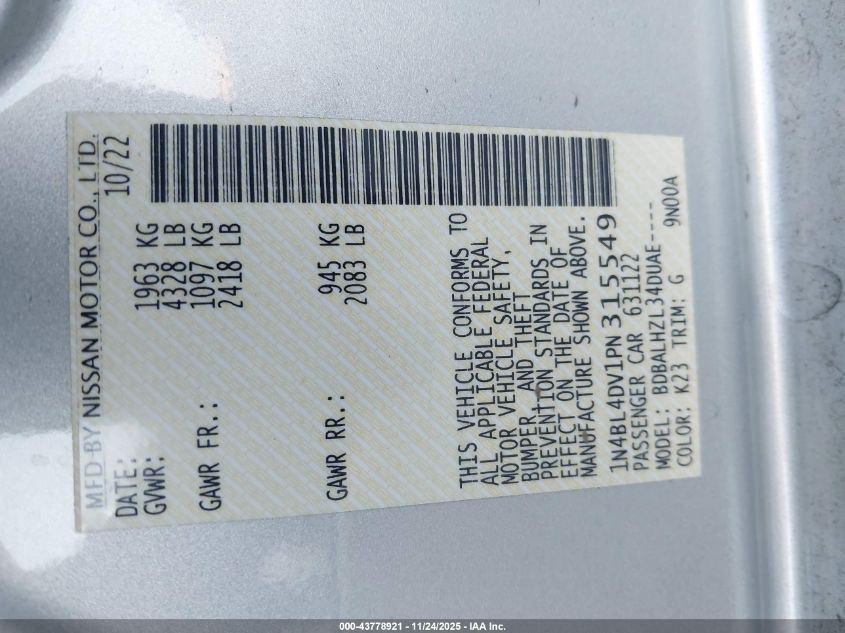 MFD BY NISSAN MOTOR CO., LTD.
DATE: 10/22
GVWR: 1963 KG
4328 LB
GAWR FR.: 1097 KG
2418 LB
GAWR RR.: 945 KG
2083 LB
THIS VEHICLE CONFORMS TO
ALL APPLICABLE FEDERAL
MOTOR VEHICLE SAFETY,
BUMPER, AND THEFT
PREVENTION STANDARDS IN
EFFECT ON THE DATE OF
MANUFACTURE SHOWN ABOVE.
1N4BL4DV1PN315549
PASSENGER CAR 631122
MODEL: BDBALHZL34DUAE----
COLOR: K23 TRIM: G 9N00A
000-43778921 - 11/24/2025 - IAA Inc.